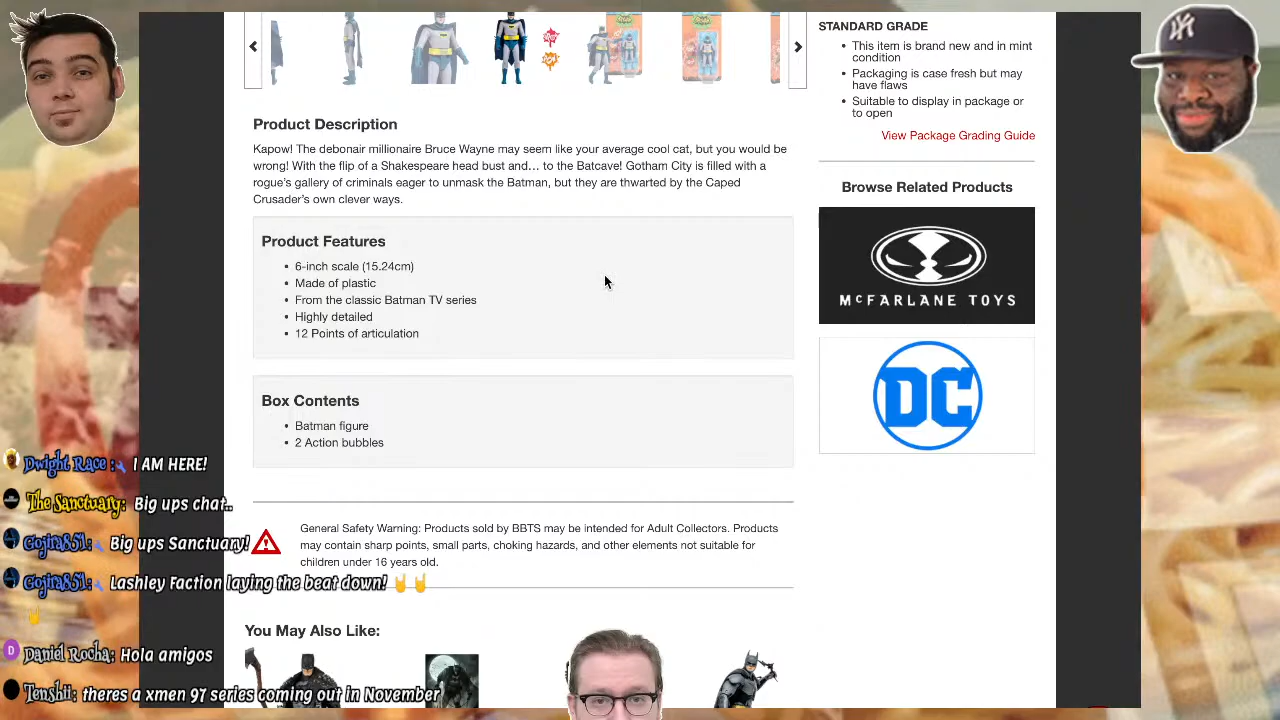 Product Description
Kapow! The debonair millionaire Bruce Wayne may seem like your average cool cat, but you would be
wrong! With the flip of a Shakespeare head bust and… to the Batcave! Gotham City is filled with a
rogue's gallery of criminals eager to unmask the Batman, but they are thwarted by the Caped
Crusader's own clever ways.
Product Features
• 6-inch scale (15.24cm)
• Made of plastic
• From the classic Batman TV series
• Highly detailed
• 12 Points of articulation
Box Contents
• Batman figure
• 2 Action bubbles
General Safety Warning: Products sold by BBTS may be intended for Adult Collectors. Products
may contain sharp points, small parts, choking hazards, and other elements not suitable for
children under 16 years old.
You May Also Like:
STANDARD GRADE
• This item is brand new and in mint
condition
• Packaging is case fresh but may
have flaws
• Suitable to display in package or
to open
View Package Grading Guide
Browse Related Products
McFARLANE TOYS
DC
Dwight Race: I AM HERE!
The Sanctuary: Big ups chat..
Gojira851: Big ups Sanctuary!
Gojira851: Lashley Faction laying the beat down! 🤘🤘
🤘
D
Daniel Rocha: Hola amigos
Tenshii: theres a xmen 97 series coming out in November